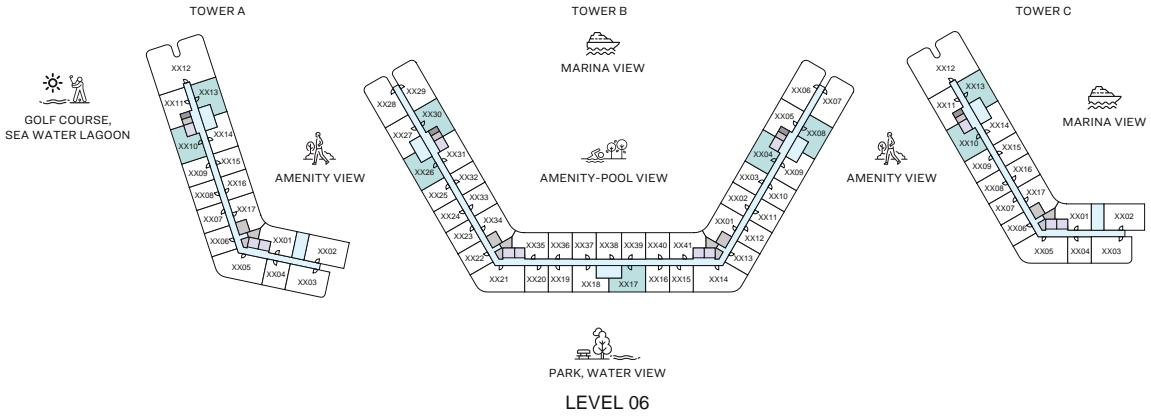 TOWER A
TOWER B
TOWER C
GOLF COURSE,
SEA WATER LAGOON
AMENITY VIEW
MARINA VIEW
AMENITY-POOL VIEW
AMENITY VIEW
MARINA VIEW
PARK, WATER VIEW
XX12
XX13
XX11
XX14
XX10
XX15
XX09
XX16
XX08
XX17
XX07
XX06
XX01
XX02
XX05
XX04
XX03
XX29
XX28
XX30
XX27
XX31
XX26
XX32
XX25
XX33
XX24
XX34
XX23
XX22
XX35
XX36
XX37
XX38
XX39
XX40
XX41
XX21
XX20
XX19
XX18
XX17
XX16
XX15
XX14
XX06
XX07
XX05
XX08
XX04
XX09
XX03
XX10
XX02
XX11
XX01
XX12
XX13
XX12
XX13
XX11
XX14
XX10
XX15
XX09
XX16
XX08
XX17
XX07
XX06
XX01
XX02
XX05
XX04
XX03
LEVEL 06